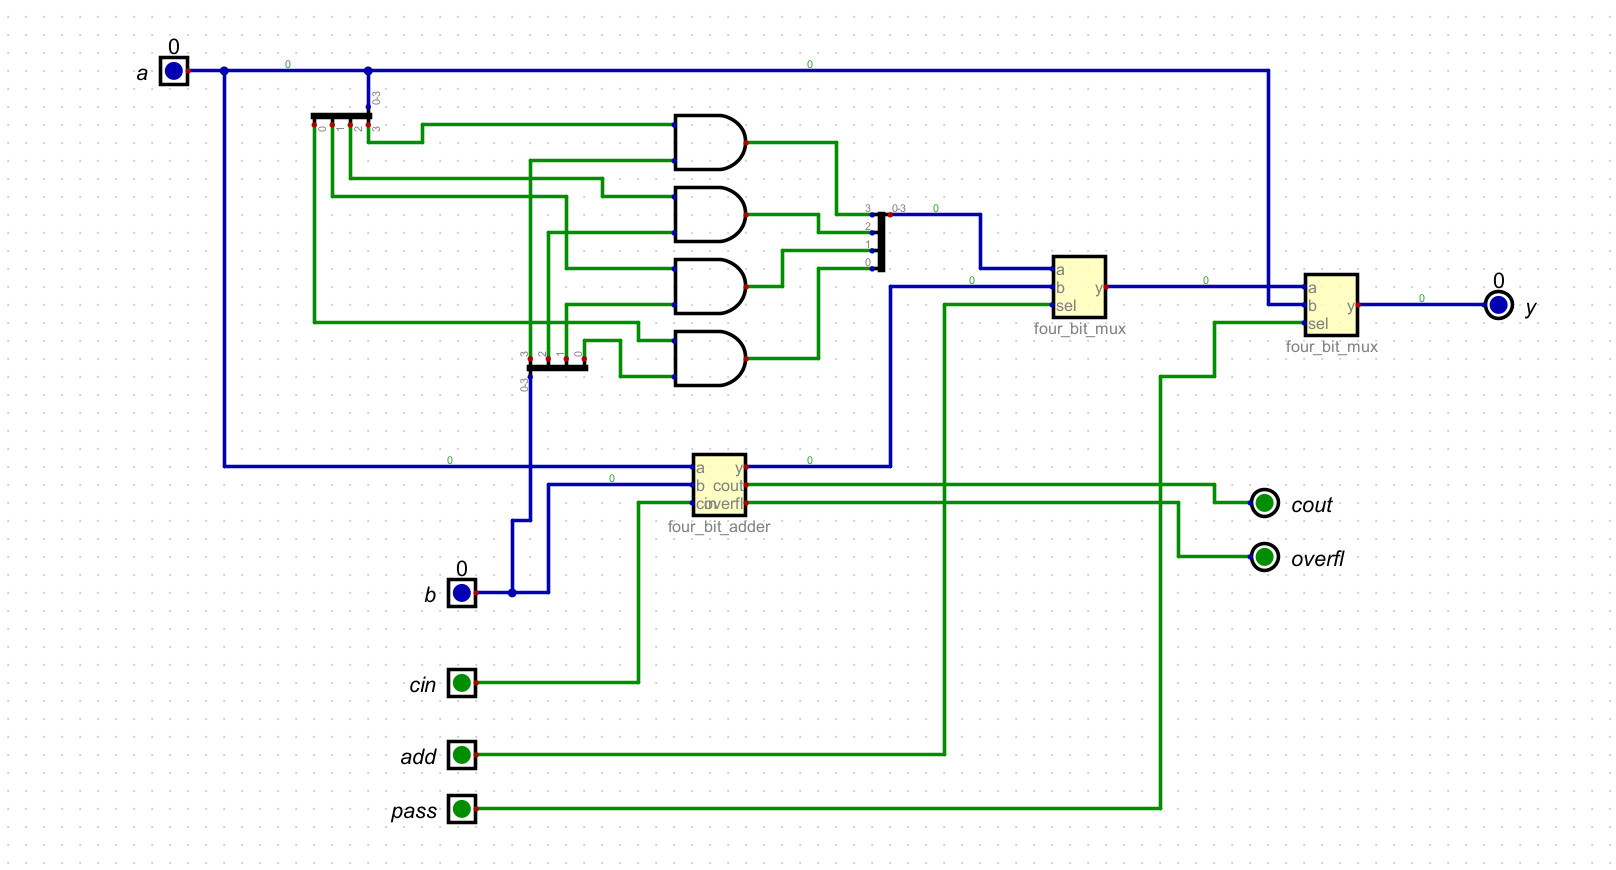 0
a
0
0
0-3
0 1 2 3
3 0-3 0
2
1
0
a
b y
sel
four_bit_mux
0
0
a
b y
sel
four_bit_mux
0
0
y
3 2 1 0
0-3
0
0
a y
b cout
cin overfl
four_bit_adder
0
cout
overfl
0
b
cin
add
pass